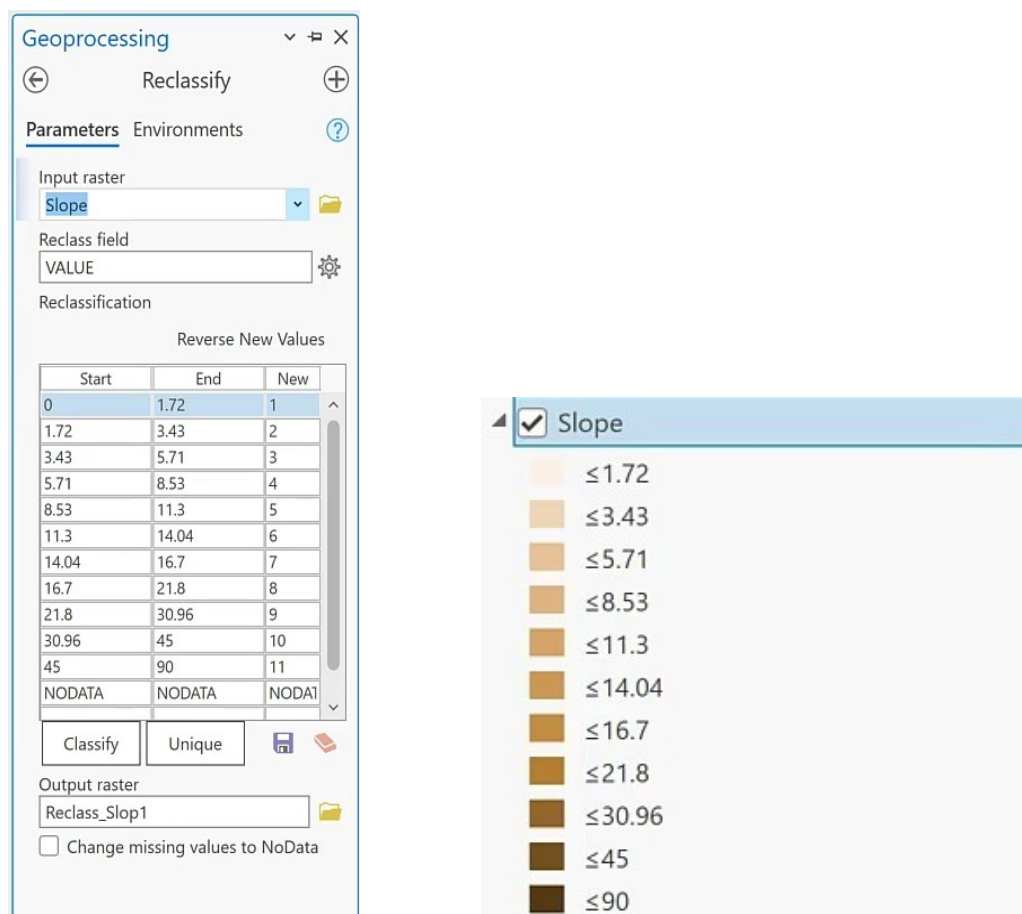 Geoprocessing
Reclassify
Parameters Environments
Input raster
Slope
Reclass field
VALUE
Reclassification
Reverse New Values
Start End New
0 1.72 1
1.72 3.43 2
3.43 5.71 3
5.71 8.53 4
8.53 11.3 5
11.3 14.04 6
14.04 16.7 7
16.7 21.8 8
21.8 30.96 9
30.96 45 10
45 90 11
NODATA NODATA NODAT
Classify Unique
Output raster
Reclass_Slop1
Change missing values to NoData
Slope
≤1.72
≤3.43
≤5.71
≤8.53
≤11.3
≤14.04
≤16.7
≤21.8
≤30.96
≤45
≤90